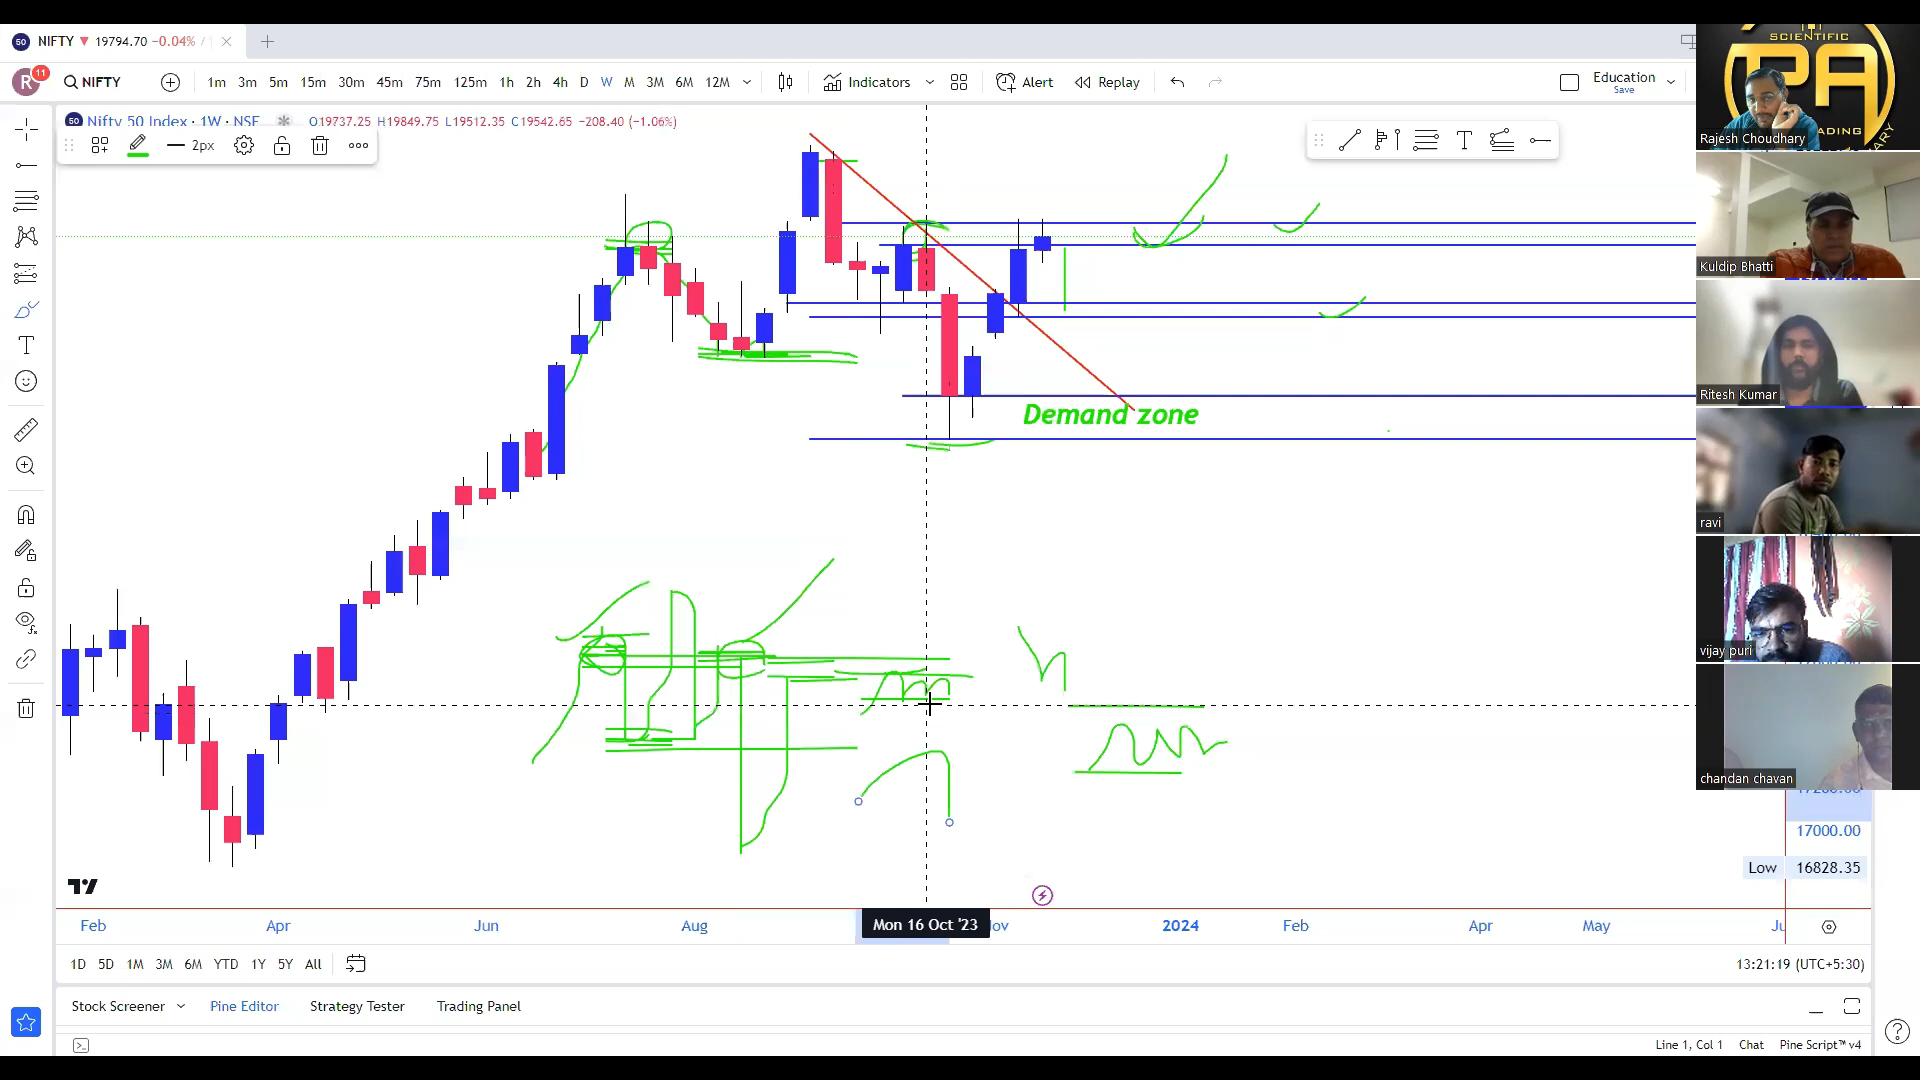 50 NIFTY ▼ 19794.70 −0.04% /
R 11 NIFTY 1m 3m 5m 15m 30m 45m 75m 125m 1h 2h 4h D W M 3M 6M 12M Indicators Alert Replay Education
Save
50 Nifty 50 Index · 1W · NSE O19737.25 H19849.75 L19512.35 C19542.65 −208.40 (−1.06%)
2px
SCIENTIFIC
PA
ADING
Rajesh Choudhary
Kuldip Bhatti
Ritesh Kumar
ravi
vijay puri
chandan chavan
Demand zone
17000.00
Low 16828.35
Feb Apr Jun Aug Mon 16 Oct '23 2024 Feb Apr May
1D 5D 1M 3M 6M YTD 1Y 5Y All 13:21:19 (UTC+5:30)
Stock Screener Pine Editor Strategy Tester Trading Panel
Line 1, Col 1 Chat Pine Script™ v4